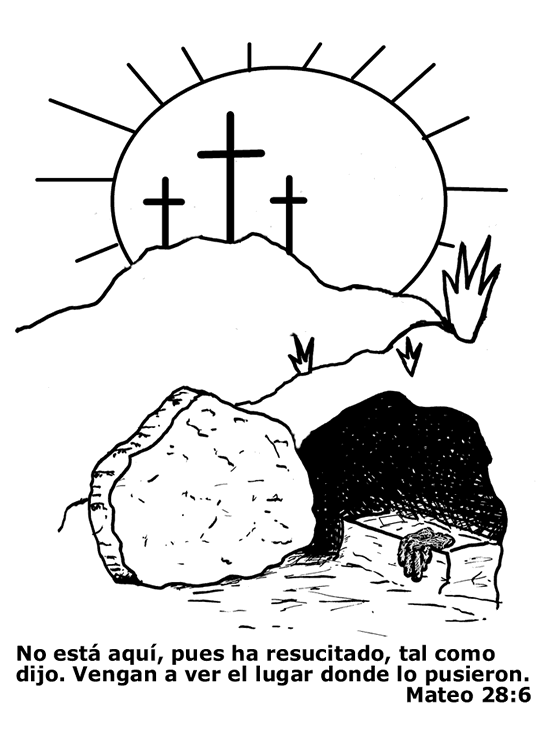 No está aquí, pues ha resucitado, tal como
dijo. Vengan a ver el lugar donde lo pusieron.
Mateo 28:6